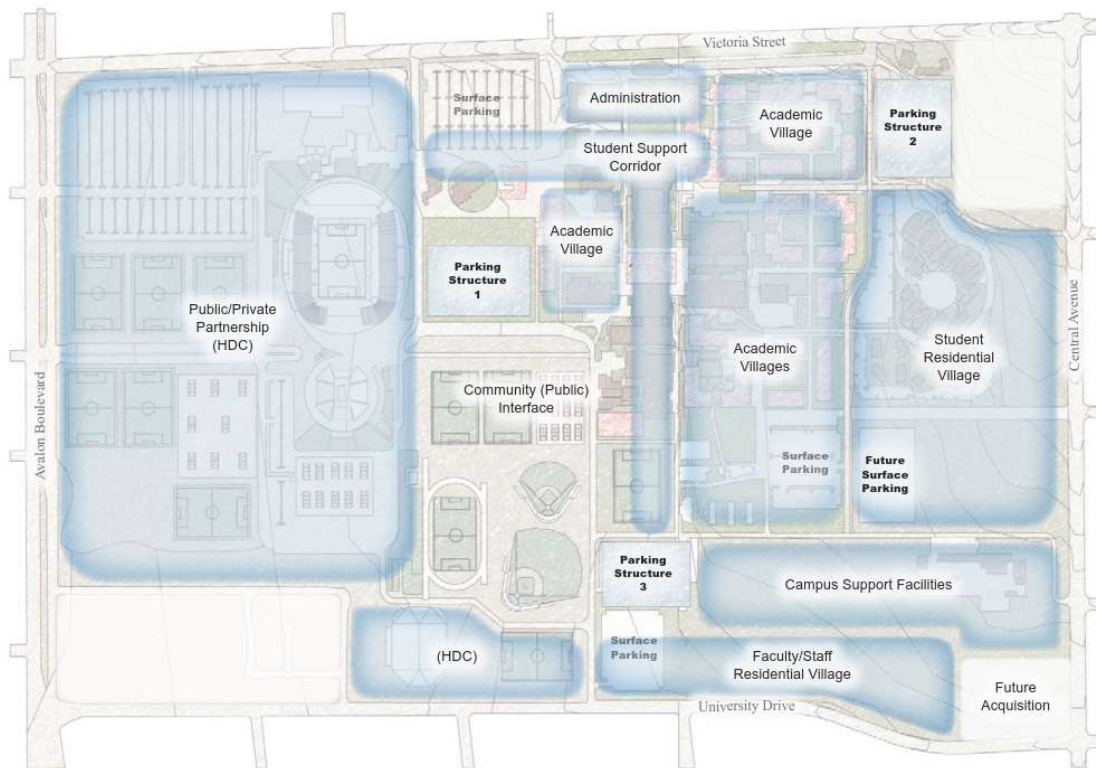 Victoria Street
Surface
Parking
Administration
Academic
Village
Parking
Structure
2
Student Support
Corridor
Academic
Village
Parking
Structure
1
Public/Private
Partnership
(HDC)
Central Avenue
Student
Residential
Village
Academic
Villages
Community (Public)
Interface
Avalon Boulevard
Surface
Parking
Future
Surface
Parking
Parking
Structure
3
Campus Support Facilities
Surface
Parking
(HDC)
Faculty/Staff
Residential Village
Future
Acquisition
University Drive